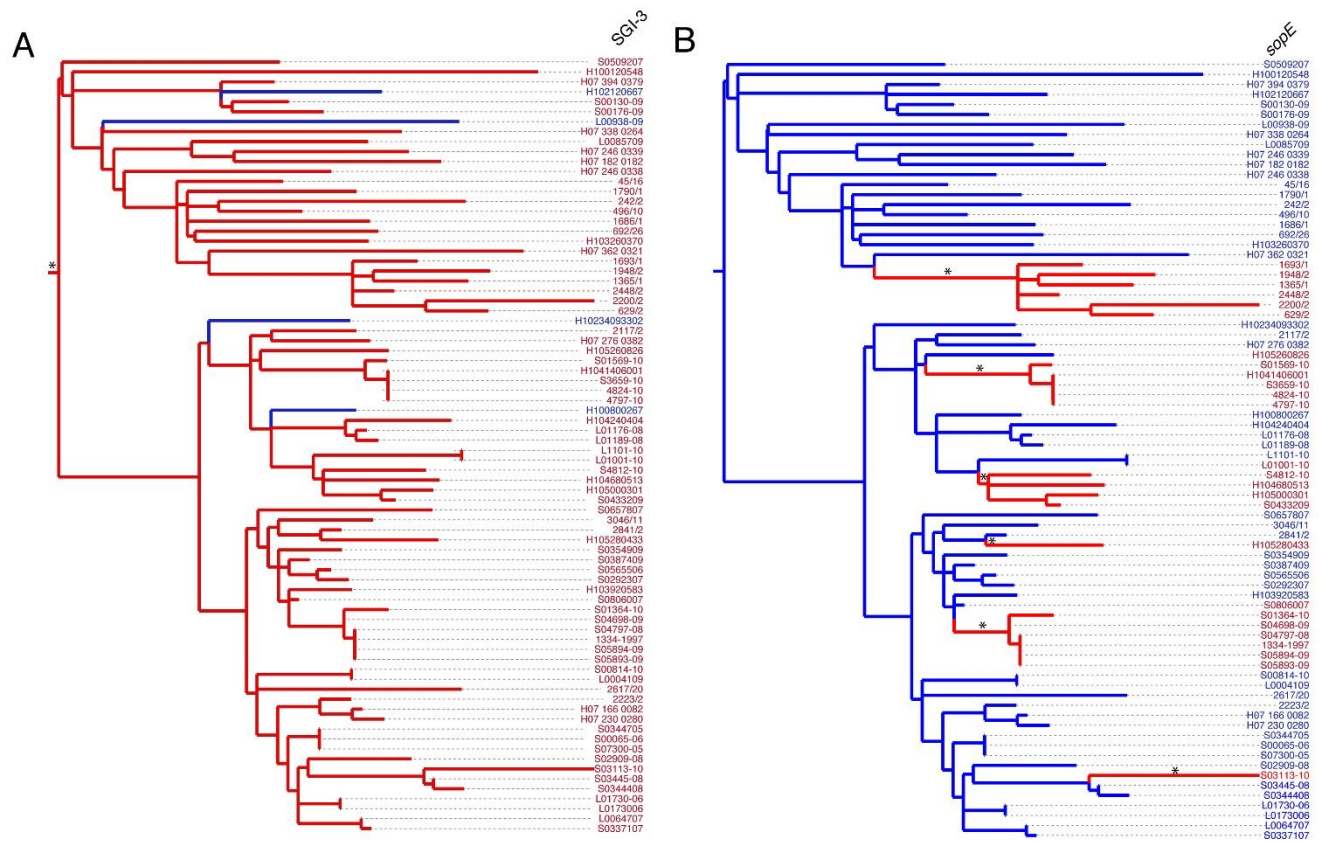 A
SGI-3
S0509207
H100120548
H07 394 0379
H102120667
S00130-09
S00176-09
L00938-09
H07 338 0264
L0085709
H07 246 0339
H07 182 0182
H07 246 0338
45/16
1790/1
242/2
496/10
1686/1
692/26
H103260370
H07 362 0321
1693/1
1948/2
1365/1
2448/2
2200/2
629/2
H10234093302
2117/2
H07 276 0382
H105260826
S01569-10
H1041406001
S3659-10
4824-10
4797-10
H100800267
H104240404
L01176-08
L01189-08
L1101-10
L01001-10
S4812-10
H104680513
H105000301
S0433209
S0657807
3046/11
2841/2
H105280433
S0354909
S0387409
S0565506
S0292307
H103920583
S0806007
S01364-10
S04698-09
S04797-08
1334-1997
S05894-09
S05893-09
S00814-10
L0004109
2617/20
2223/2
H07 166 0082
H07 230 0280
S0344705
S00065-06
S07300-05
S02909-08
S03113-10
S03445-08
S0344408
L01730-06
L0173006
L0064707
S0337107
*
B
sopE
S0509207
H100120548
H07 394 0379
H102120667
S00130-09
S00176-09
L00938-09
H07 338 0264
L0085709
H07 246 0339
H07 182 0182
H07 246 0338
45/16
1790/1
242/2
496/10
1686/1
692/26
H103260370
H07 362 0321
1693/1
*
1948/2
1365/1
2448/2
2200/2
629/2
H10234093302
2117/2
H07 276 0382
H105260826
S01569-10
*
H1041406001
S3659-10
4824-10
4797-10
H100800267
H104240404
L01176-08
L01189-08
L1101-10
L01001-10
*
S4812-10
H104680513
H105000301
S0433209
S0657807
3046/11
2841/2
*
H105280433
S0354909
S0387409
S0565506
S0292307
H103920583
S0806007
S01364-10
*
S04698-09
S04797-08
1334-1997
S05894-09
S05893-09
S00814-10
L0004109
2617/20
2223/2
H07 166 0082
H07 230 0280
S0344705
S00065-06
S07300-05
S02909-08
*
S03113-10
S03445-08
S0344408
L01730-06
L0173006
L0064707
S0337107